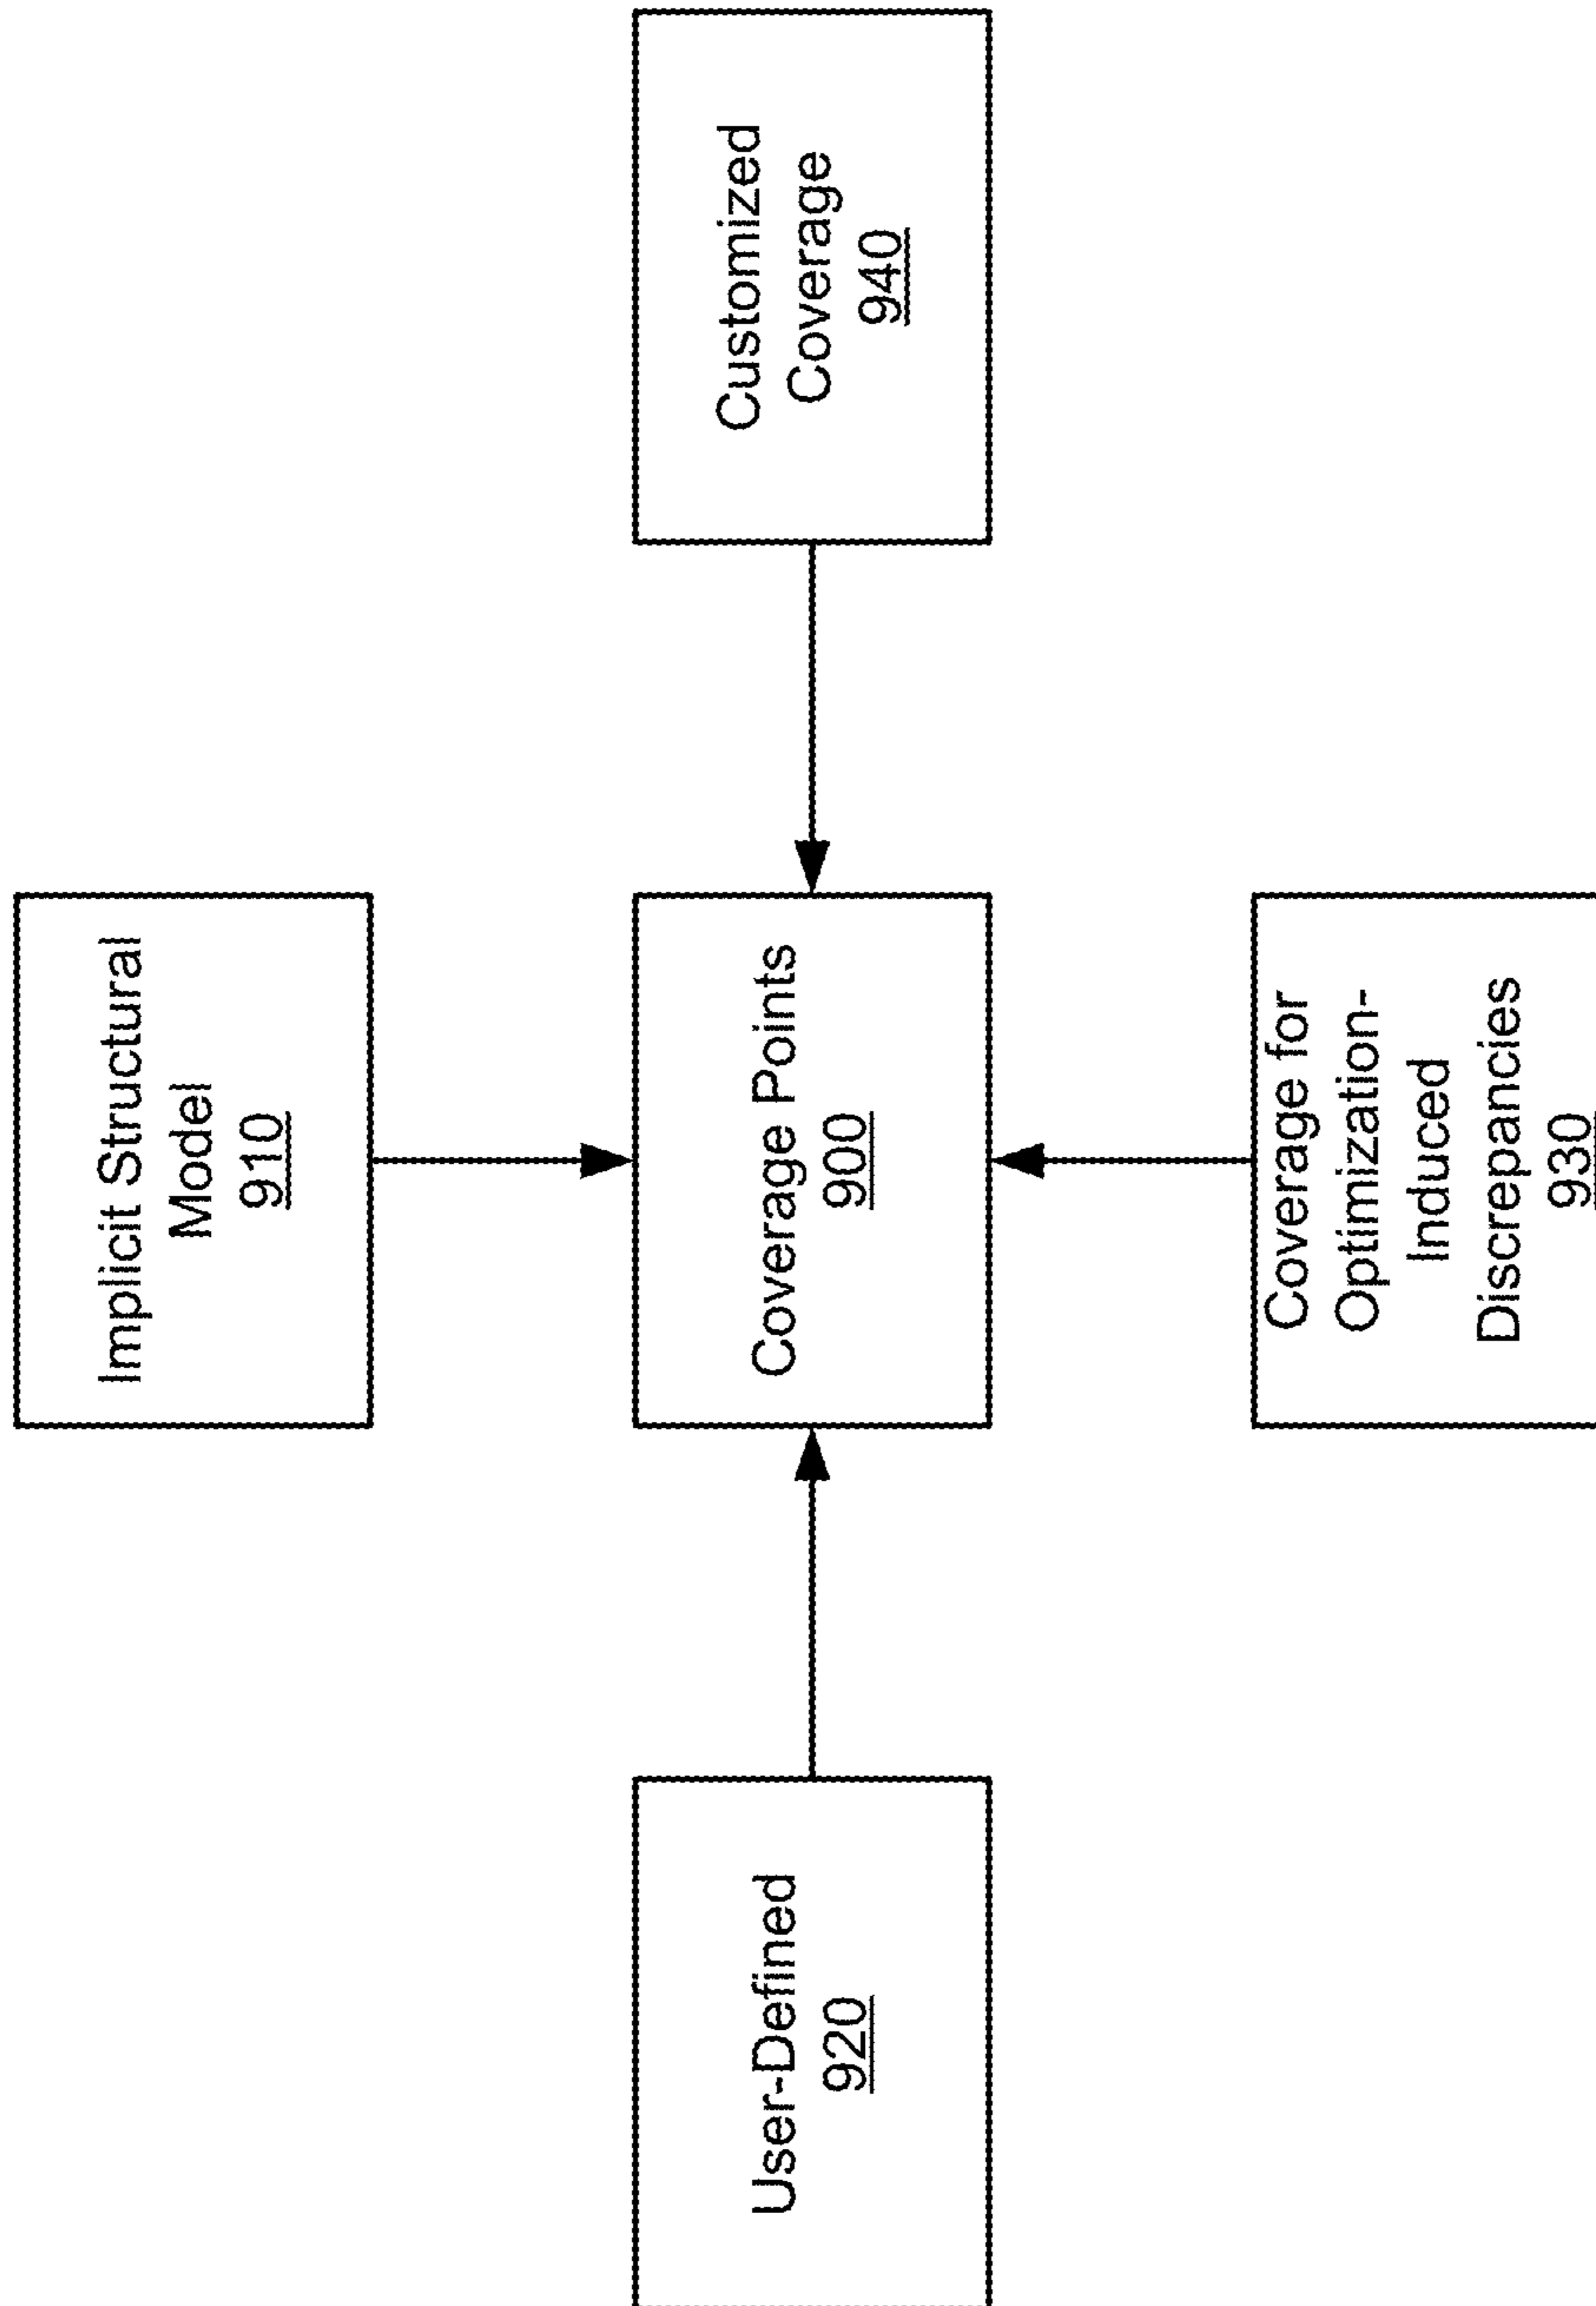 Implicit Structural
Model
910
User-Defined
920
Coverage Points
900
Customized
Coverage
940
Coverage for
Optimization-
Induced
Discrepancies
930